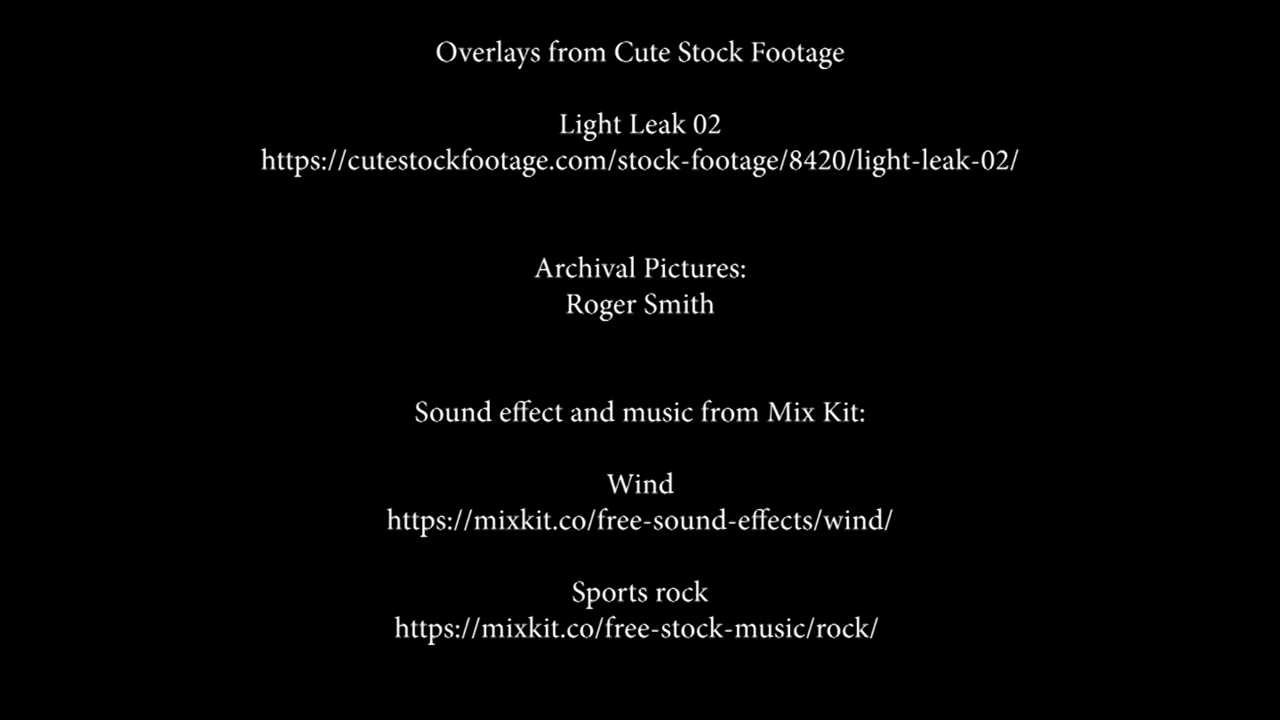 Overlays from Cute Stock Footage
Light Leak 02
https://cutestockfootage.com/stock-footage/8420/light-leak-02/
Archival Pictures:
Roger Smith
Sound effect and music from Mix Kit:
Wind
https://mixkit.co/free-sound-effects/wind/
Sports rock
https://mixkit.co/free-stock-music/rock/